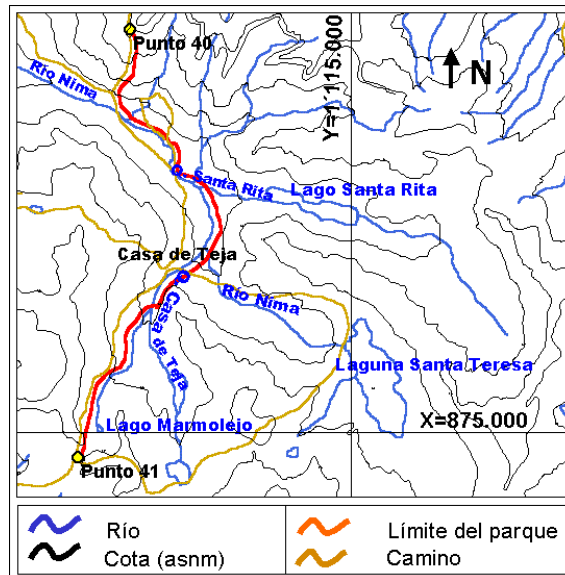 Punto 40
Río Nima
Y=1'115.000
N
Santa Rita
Lago Santa Rita
Casa de Teja
Río Nima
Casa de Teja
Laguna Santa Teresa
X=875.000
Lago Marmolejo
Punto 41
Río
Límite del parque
Cota (asnm)
Camino